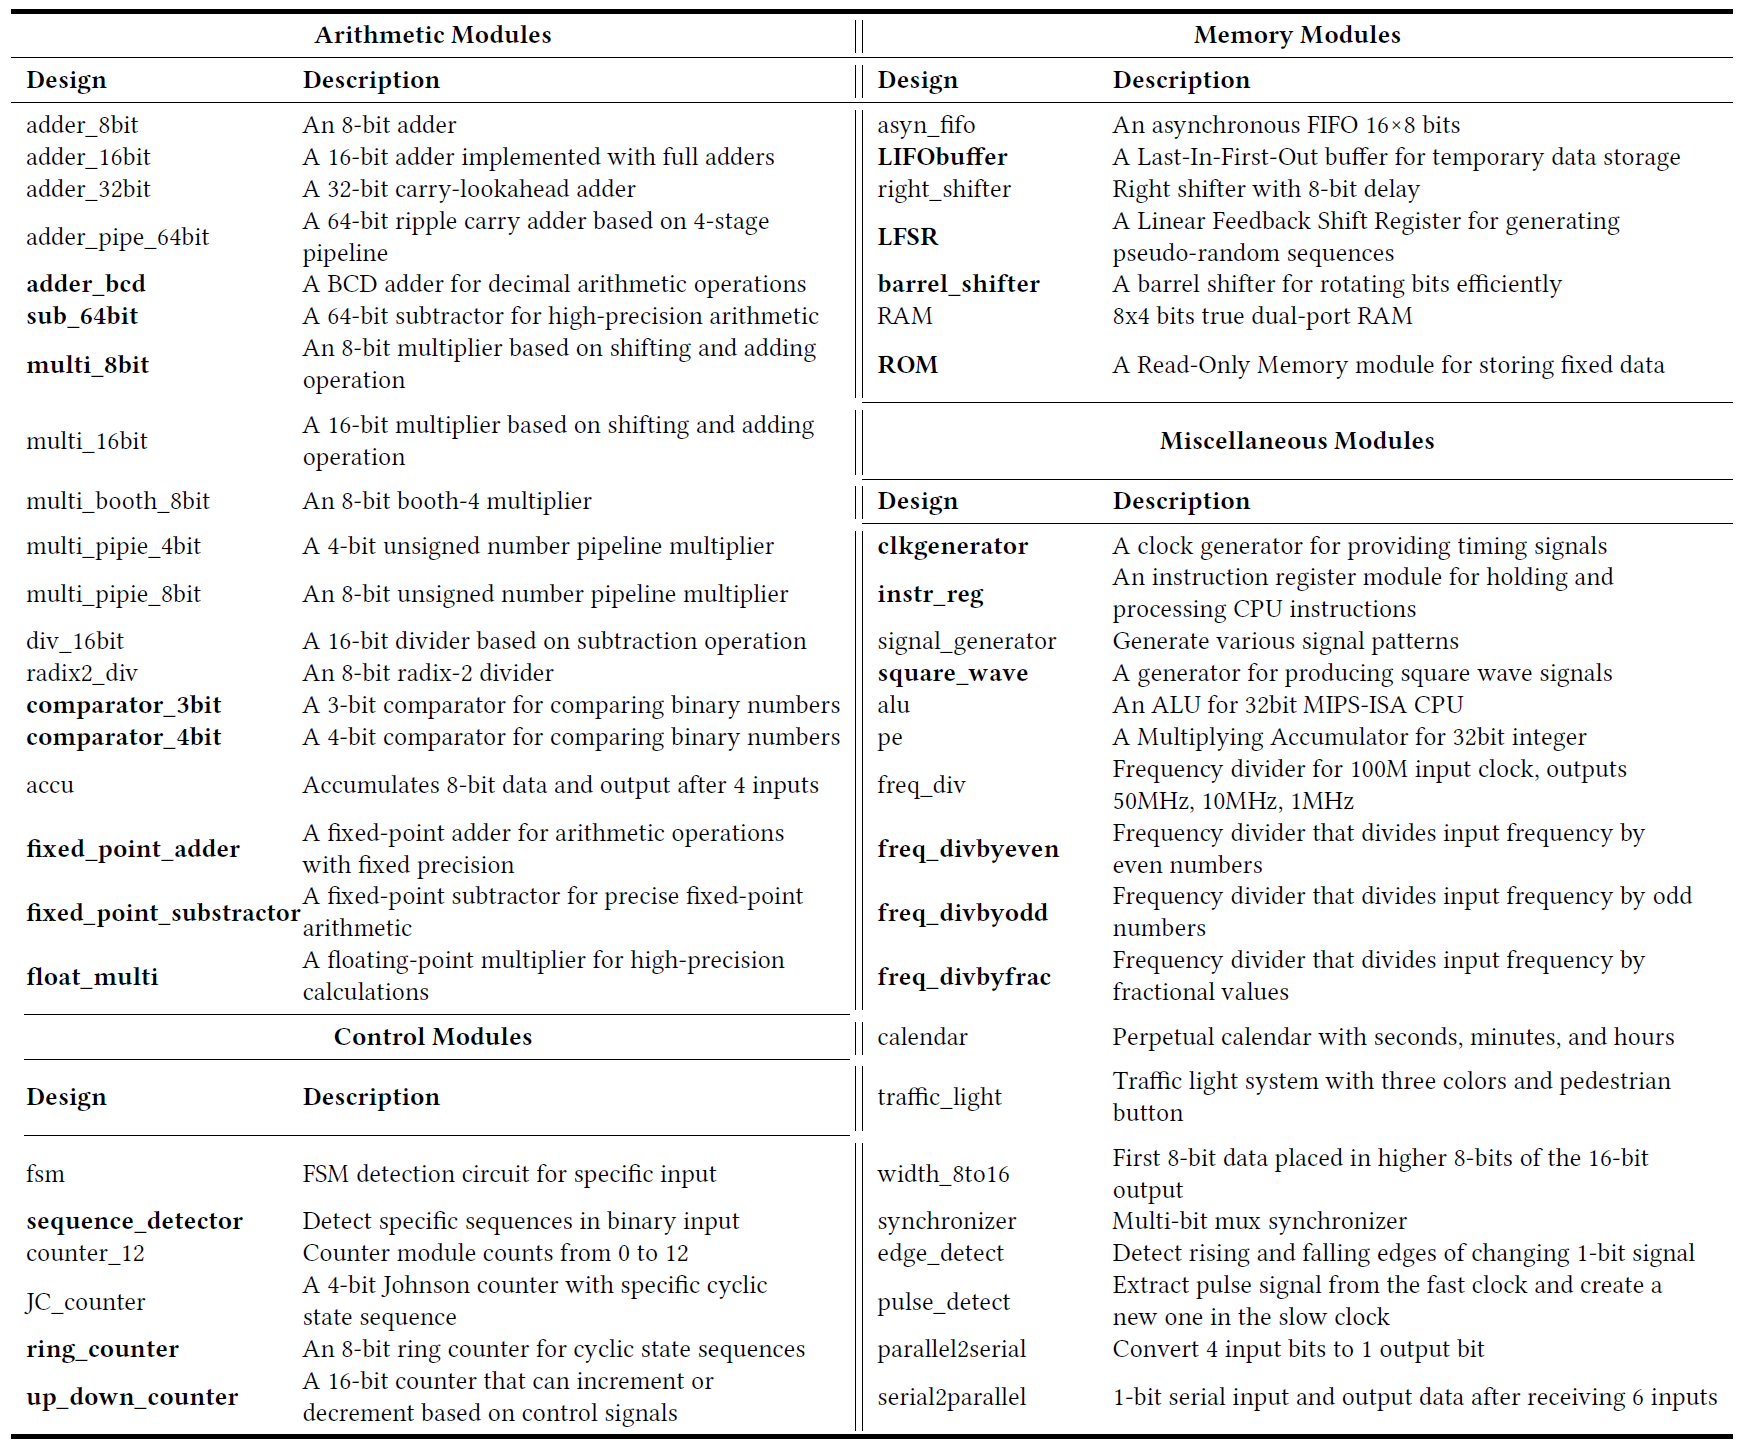 Arithmetic Modules
Design Description
adder_8bit An 8-bit adder
adder_16bit A 16-bit adder implemented with full adders
adder_32bit A 32-bit carry-lookahead adder
adder_pipe_64bit A 64-bit ripple carry adder based on 4-stage
pipeline
adder_bcd A BCD adder for decimal arithmetic operations
sub_64bit A 64-bit subtractor for high-precision arithmetic
multi_8bit An 8-bit multiplier based on shifting and adding
operation
multi_16bit A 16-bit multiplier based on shifting and adding
operation
multi_booth_8bit An 8-bit booth-4 multiplier
multi_pipie_4bit A 4-bit unsigned number pipeline multiplier
multi_pipie_8bit An 8-bit unsigned number pipeline multiplier
div_16bit A 16-bit divider based on subtraction operation
radix2_div An 8-bit radix-2 divider
comparator_3bit A 3-bit comparator for comparing binary numbers
comparator_4bit A 4-bit comparator for comparing binary numbers
accu Accumulates 8-bit data and output after 4 inputs
fixed_point_adder A fixed-point adder for arithmetic operations
with fixed precision
fixed_point_substractor A fixed-point subtractor for precise fixed-point
arithmetic
float_multi A floating-point multiplier for high-precision
calculations
Control Modules
Design Description
fsm FSM detection circuit for specific input
sequence_detector Detect specific sequences in binary input
counter_12 Counter module counts from 0 to 12
JC_counter A 4-bit Johnson counter with specific cyclic
state sequence
ring_counter An 8-bit ring counter for cyclic state sequences
up_down_counter A 16-bit counter that can increment or
decrement based on control signals
Memory Modules
Design Description
asyn_fifo An asynchronous FIFO 16×8 bits
LIFObuffer A Last-In-First-Out buffer for temporary data storage
right_shifter Right shifter with 8-bit delay
LFSR A Linear Feedback Shift Register for generating
pseudo-random sequences
barrel_shifter A barrel shifter for rotating bits efficiently
RAM 8x4 bits true dual-port RAM
ROM A Read-Only Memory module for storing fixed data
Miscellaneous Modules
Design Description
clkgenerator A clock generator for providing timing signals
instr_reg An instruction register module for holding and
processing CPU instructions
signal_generator Generate various signal patterns
square_wave A generator for producing square wave signals
alu An ALU for 32bit MIPS-ISA CPU
pe A Multiplying Accumulator for 32bit integer
freq_div Frequency divider for 100M input clock, outputs
50MHz, 10MHz, 1MHz
freq_divbyeven Frequency divider that divides input frequency by
even numbers
freq_divbyodd Frequency divider that divides input frequency by odd
numbers
freq_divbyfrac Frequency divider that divides input frequency by
fractional values
calendar Perpetual calendar with seconds, minutes, and hours
traffic_light Traffic light system with three colors and pedestrian
button
width_8to16 First 8-bit data placed in higher 8-bits of the 16-bit
output
synchronizer Multi-bit mux synchronizer
edge_detect Detect rising and falling edges of changing 1-bit signal
pulse_detect Extract pulse signal from the fast clock and create a
new one in the slow clock
parallel2serial Convert 4 input bits to 1 output bit
serial2parallel 1-bit serial input and output data after receiving 6 inputs